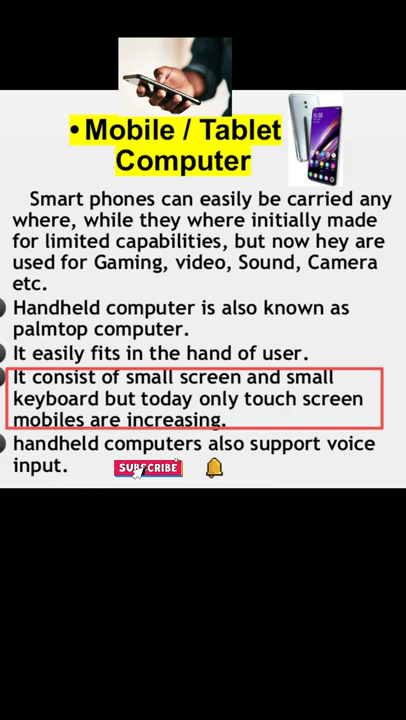 • Mobile / Tablet
Computer
Smart phones can easily be carried any
where, while they where initially made
for limited capabilities, but now hey are
used for Gaming, video, Sound, Camera
etc.
Handheld computer is also known as
palmtop computer.
It easily fits in the hand of user.
It consist of small screen and small
keyboard but today only touch screen
mobiles are increasing.
handheld computers also support voice
input.
SUBSCRIBE